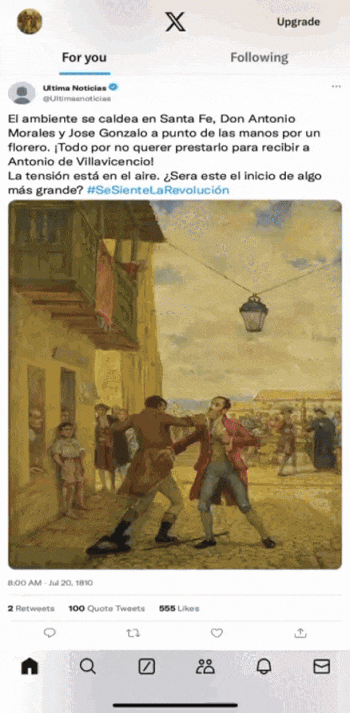 X
Upgrade
For you
Following
Ultima Noticias
@Ultimasnoticias
El ambiente se caldea en Santa Fe, Don Antonio
Morales y Jose Gonzalo a punto de las manos por un
florero. ¡Todo por no querer prestarlo para recibir a
Antonio de Villavicencio!
La tensión está en el aire. ¿Sera este el inicio de algo
más grande? #SeSienteLaRevolución
8:00 AM · Jul 20, 1810
2 Retweets 100 Quote Tweets 555 Likes